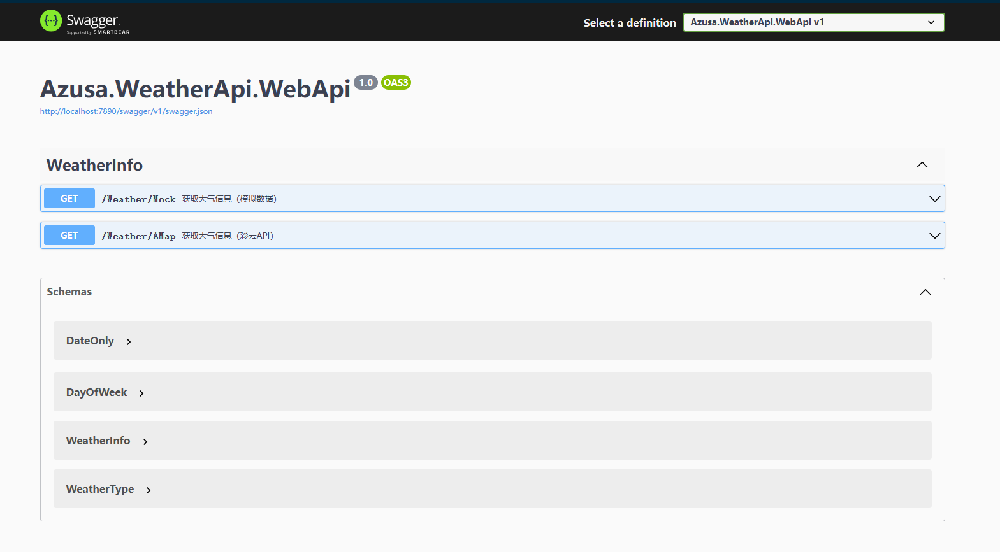 Swagger
Supported by SMARTBEAR
Select a definition
Azusa.WeatherApi.WebApi v1
Azusa.WeatherApi.WebApi 1.0 OAS3
http://localhost:7890/swagger/v1/swagger.json
WeatherInfo
GET /Weather/Mock 获取天气信息（模拟数据）
GET /Weather/AMap 获取天气信息（彩云API）
Schemas
DateOnly
DayOfWeek
WeatherInfo
WeatherType